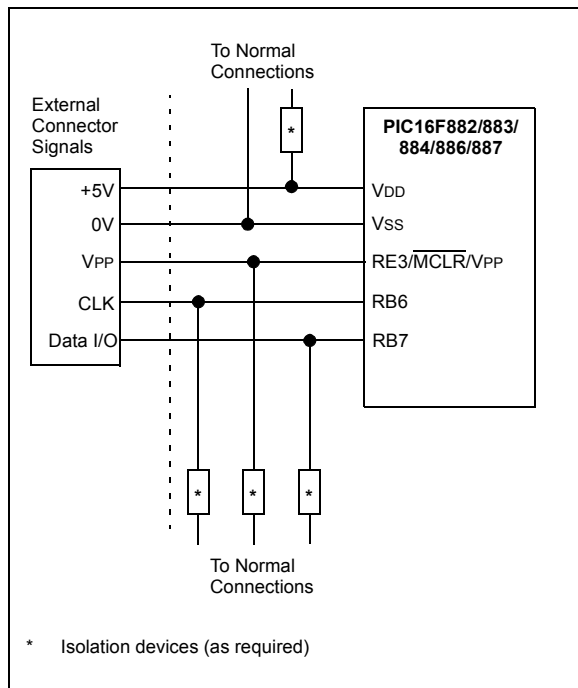 To Normal
Connections
External
Connector
Signals
*
PIC16F882/883/
884/886/887
+5V
VDD
0V
VSS
VPP
RE3/MCLR/VPP
CLK
RB6
Data I/O
RB7
* * *
To Normal
Connections
* Isolation devices (as required)